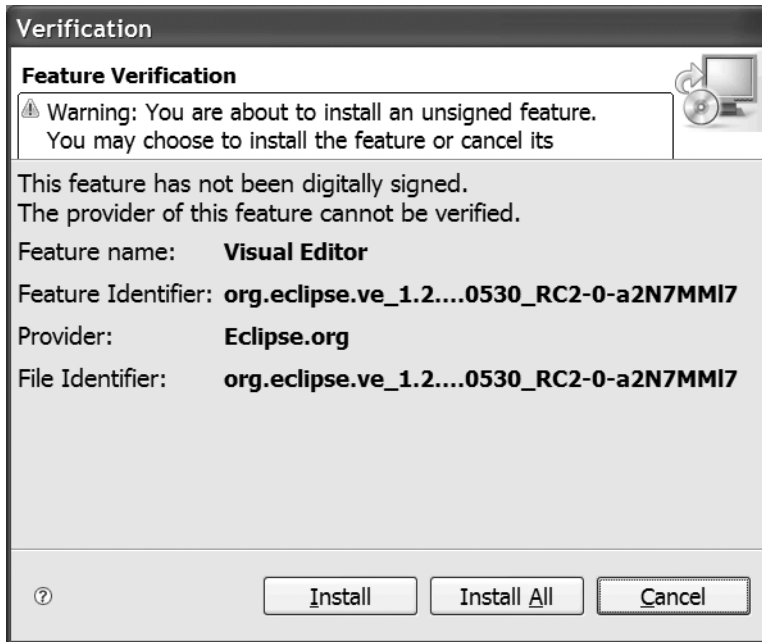 Verification
Feature Verification
Warning: You are about to install an unsigned feature.
You may choose to install the feature or cancel its
This feature has not been digitally signed.
The provider of this feature cannot be verified.
Feature name: Visual Editor
Feature Identifier: org.eclipse.ve_1.2....0530_RC2-0-a2N7MMl7
Provider: Eclipse.org
File Identifier: org.eclipse.ve_1.2....0530_RC2-0-a2N7MMl7
? Install Install All Cancel